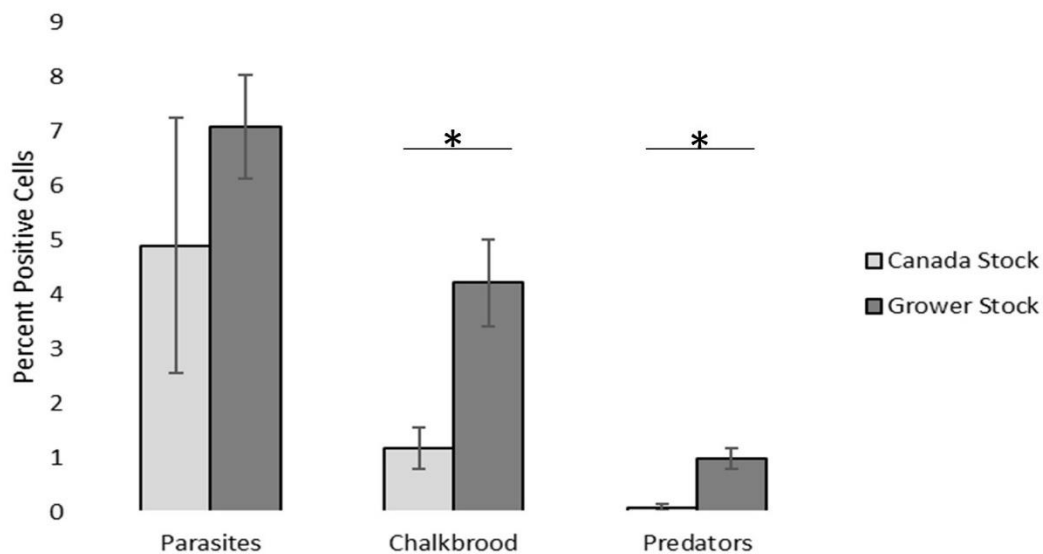 9
8
7
6
5
4
3
2
1
0
Percent Positive Cells
* *
Canada Stock
Grower Stock
Parasites Chalkbrood Predators